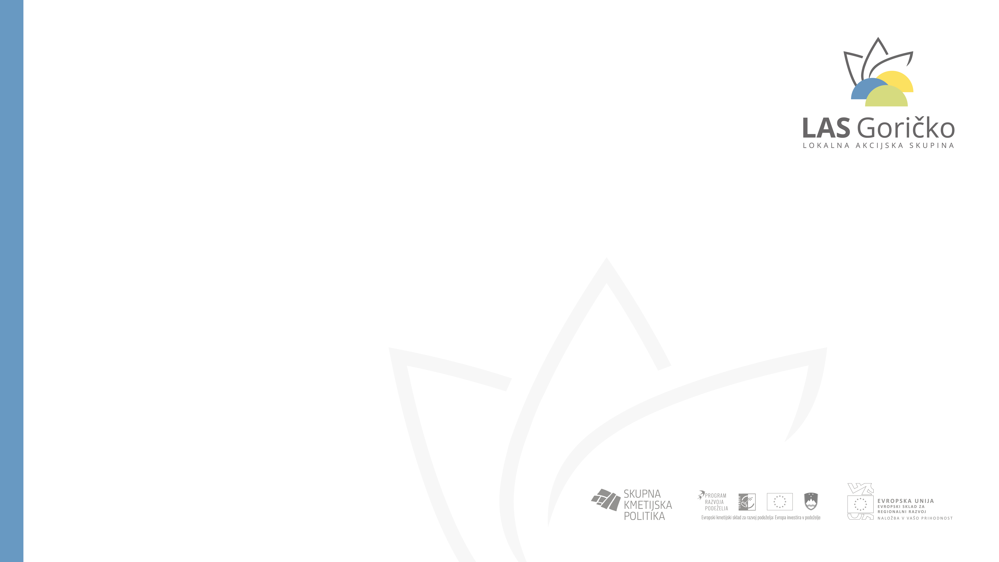 LAS Goričko
LOKALNA AKCIJSKA SKUPINA
SKUPNA
KMETIJSKA
POLITIKA
PROGRAM
RAZVOJA
PODEŽELJA
LEADER
Evropski kmetijski sklad za razvoj podeželja: Evropa investira v podeželje
EVROPSKA UNIJA
EVROPSKI SKLAD ZA
REGIONALNI RAZVOJ
NALOŽBA V VAŠO PRIHODNOST